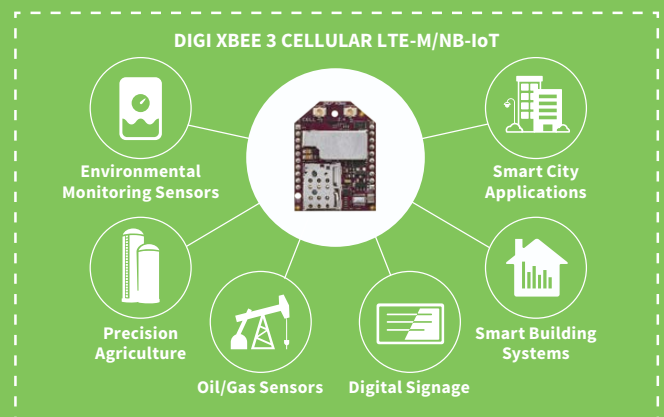 DIGI XBEE 3 CELLULAR LTE-M/NB-IoT
Environmental
Monitoring Sensors
Smart City
Applications
Precision
Agriculture
Smart Building
Systems
Oil/Gas Sensors
Digital Signage